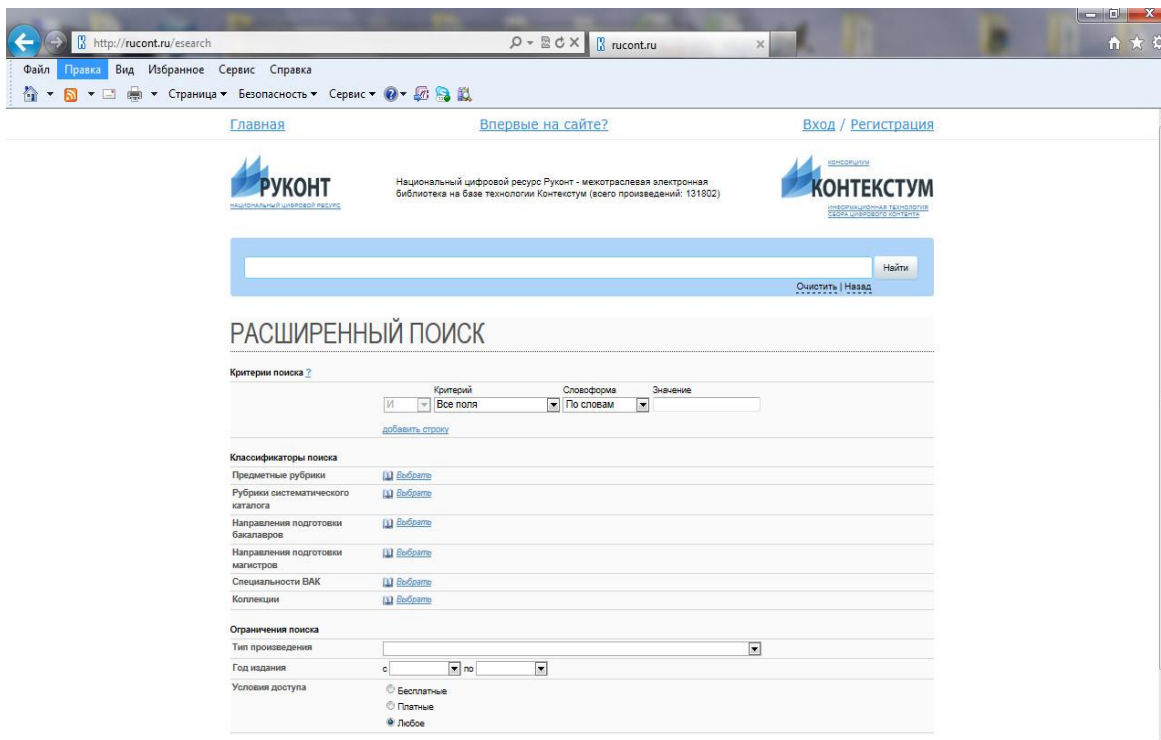 http://rucont.ru/esearch
rucont.ru
Файл Правка Вид Избранное Сервис Справка
Страница Безопасность Сервис
Главная Впервые на сайте? Вход / Регистрация
РУКОНТ
НАЦИОНАЛЬНЫЙ ЦИФРОВОЙ РЕСУРС
Национальный цифровой ресурс Руконт - межотраслевая электронная
библиотека на базе технологии Контекстум (всего произведений: 131802)
КОНСОРЦИУМ
КОНТЕКСТУМ
ИНФОРМАЦИОННАЯ ТЕХНОЛОГИЯ
СБОРА ЦИФРОВОГО КОНТЕНТА
Найти
Очистить | Назад
РАСШИРЕННЫЙ ПОИСК
Критерии поиска ?
Критерий Словоформа Значение
И Все поля По словам
добавить строку
Классификаторы поиска
Предметные рубрики Выбрать
Рубрики систематического Выбрать
каталога
Направления подготовки Выбрать
бакалавров
Направления подготовки Выбрать
магистров
Специальности ВАК Выбрать
Коллекции Выбрать
Ограничения поиска
Тип произведения
Год издания с по
Условия доступа Бесплатные
Платные
Любое